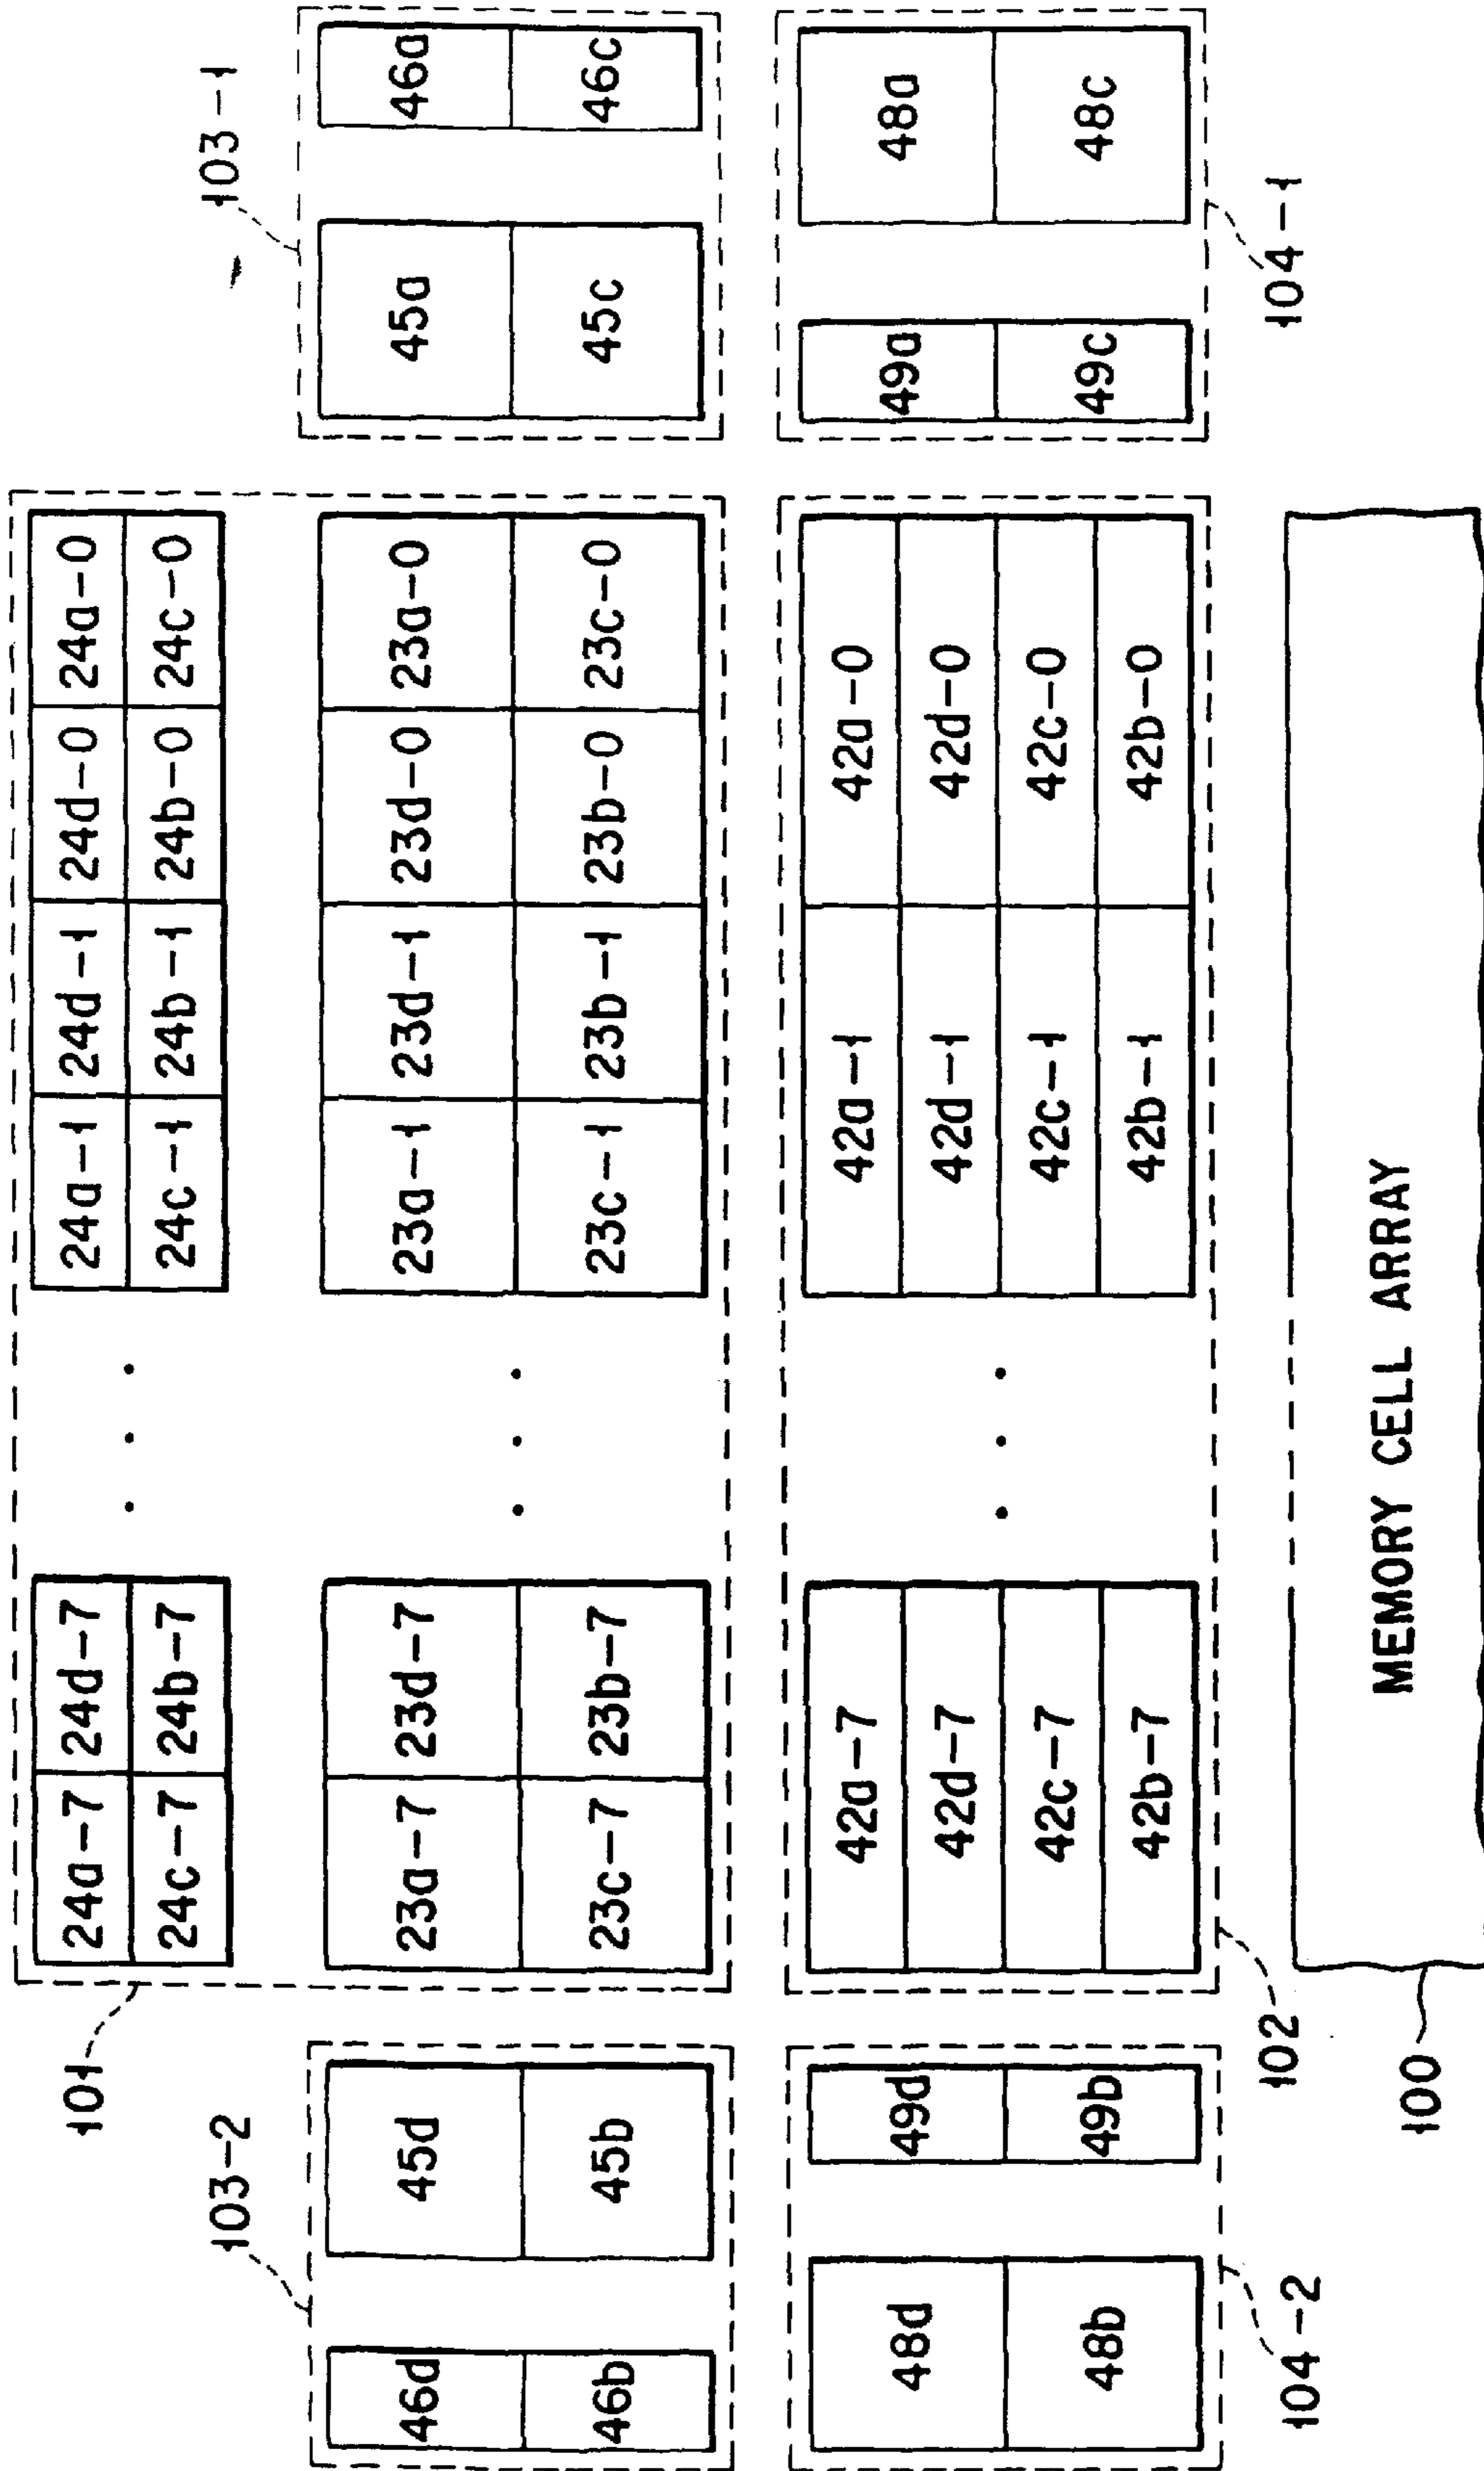 101 24a-7 24d-7 . . . 24a-1 24d-1 24d-0 24a-0
24c-7 24b-7 24c-1 24b-1 24b-0 24c-0
103-2 103-1
46d 45d 23a-7 23d-7 . . . 23a-1 23d-1 23d-0 23a-0 45a 46a
46b 45b 23c-7 23b-7 23c-1 23b-1 23b-0 23c-0 45c 46c
42a-7 42a-1 42a-0
48d 49d 49a 48a
42d-7 . . . 42d-1 42d-0
42c-7 42c-1 42c-0
48b 49b 49c 48c
42b-7 42b-1 42b-0
104-2 102 104-1
MEMORY CELL ARRAY
100